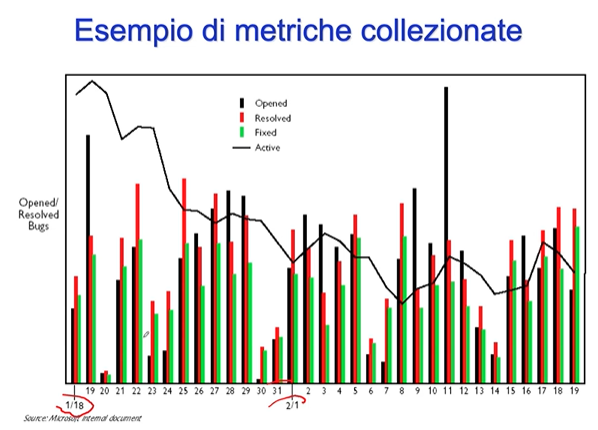 Esempio di metriche collezionate
Opened
Resolved
Fixed
Active
Opened/
Resolved
Bugs
19 20 21 22 23 24 25 26 27 28 29 30 31 2 3 4 5 6 7 8 9 10 11 12 13 14 15 16 17 18 19
1/18 2/1
Source: Microsoft internal document